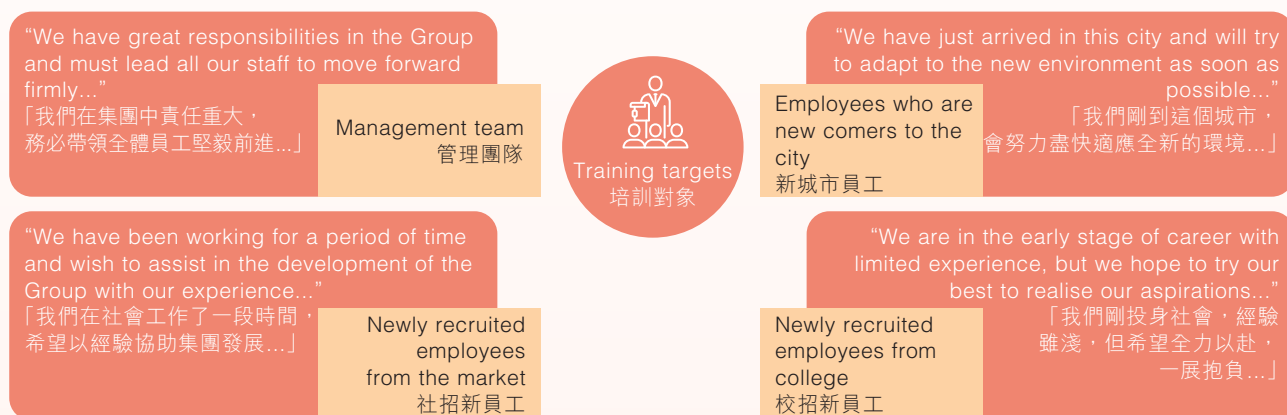 “We have great responsibilities in the Group
and must lead all our staff to move forward
firmly...”
「我們在集團中責任重大，
務必帶領全體員工堅毅前進...」
Management team
管理團隊
Training targets
培訓對象
“We have just arrived in this city and will try
to adapt to the new environment as soon as
possible...”
「我們剛到這個城市，
會努力盡快適應全新的環境...」
Employees who are
new comers to the
city
新城市員工
“We have been working for a period of time
and wish to assist in the development of the
Group with our experience...”
「我們在社會工作了一段時間，
希望以經驗協助集團發展...」
Newly recruited
employees
from the market
社招新員工
“We are in the early stage of career with
limited experience, but we hope to try our
best to realise our aspirations...”
「我們剛投身社會，經驗
雖淺，但希望全力以赴，
一展抱負...」
Newly recruited
employees from
college
校招新員工